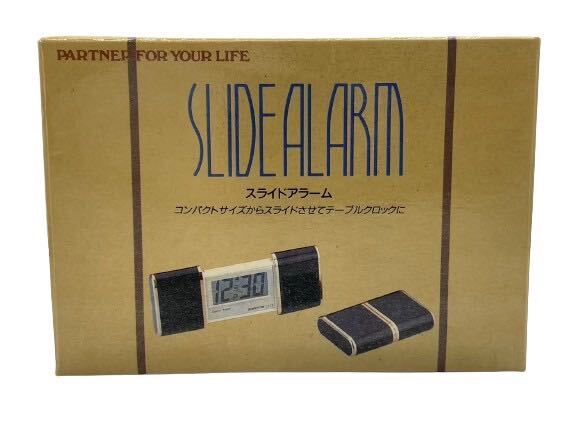 PARTNER FOR YOUR LIFE
SLIDE ALARM
スライドアラーム
コンパクトサイズからスライドさせてテーブルクロックに
12:30